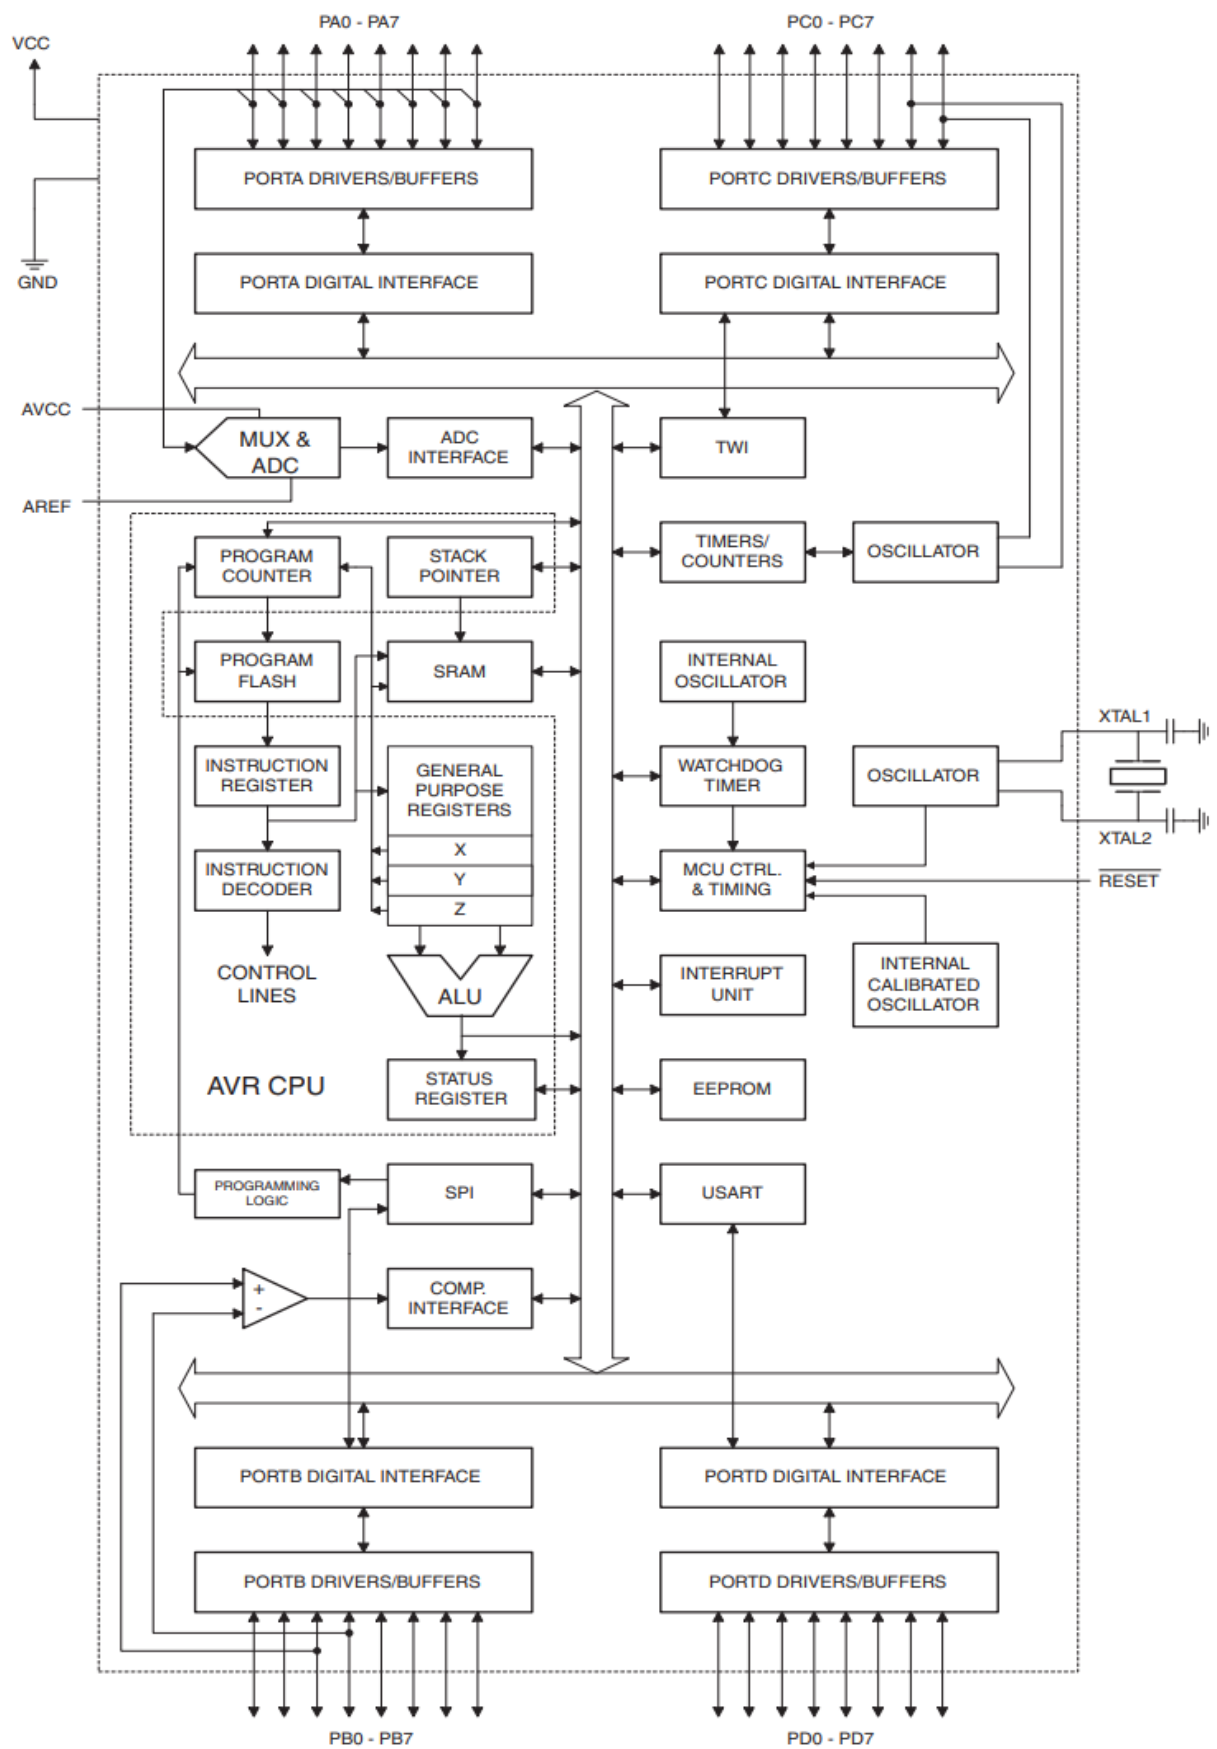 PA0 - PA7
PC0 - PC7
VCC
PORTA DRIVERS/BUFFERS
PORTC DRIVERS/BUFFERS
GND
PORTA DIGITAL INTERFACE
PORTC DIGITAL INTERFACE
AVCC
MUX &
ADC
ADC
INTERFACE
TWI
AREF
PROGRAM
COUNTER
STACK
POINTER
TIMERS/
COUNTERS
OSCILLATOR
PROGRAM
FLASH
SRAM
INTERNAL
OSCILLATOR
XTAL1
INSTRUCTION
REGISTER
GENERAL
PURPOSE
REGISTERS
WATCHDOG
TIMER
OSCILLATOR
XTAL2
X
Y
Z
INSTRUCTION
DECODER
MCU CTRL.
& TIMING
RESET
CONTROL
LINES
ALU
INTERRUPT
UNIT
INTERNAL
CALIBRATED
OSCILLATOR
AVR CPU
STATUS
REGISTER
EEPROM
PROGRAMMING
LOGIC
SPI
USART
+
-
COMP.
INTERFACE
PORTB DIGITAL INTERFACE
PORTD DIGITAL INTERFACE
PORTB DRIVERS/BUFFERS
PORTD DRIVERS/BUFFERS
PB0 - PB7
PD0 - PD7